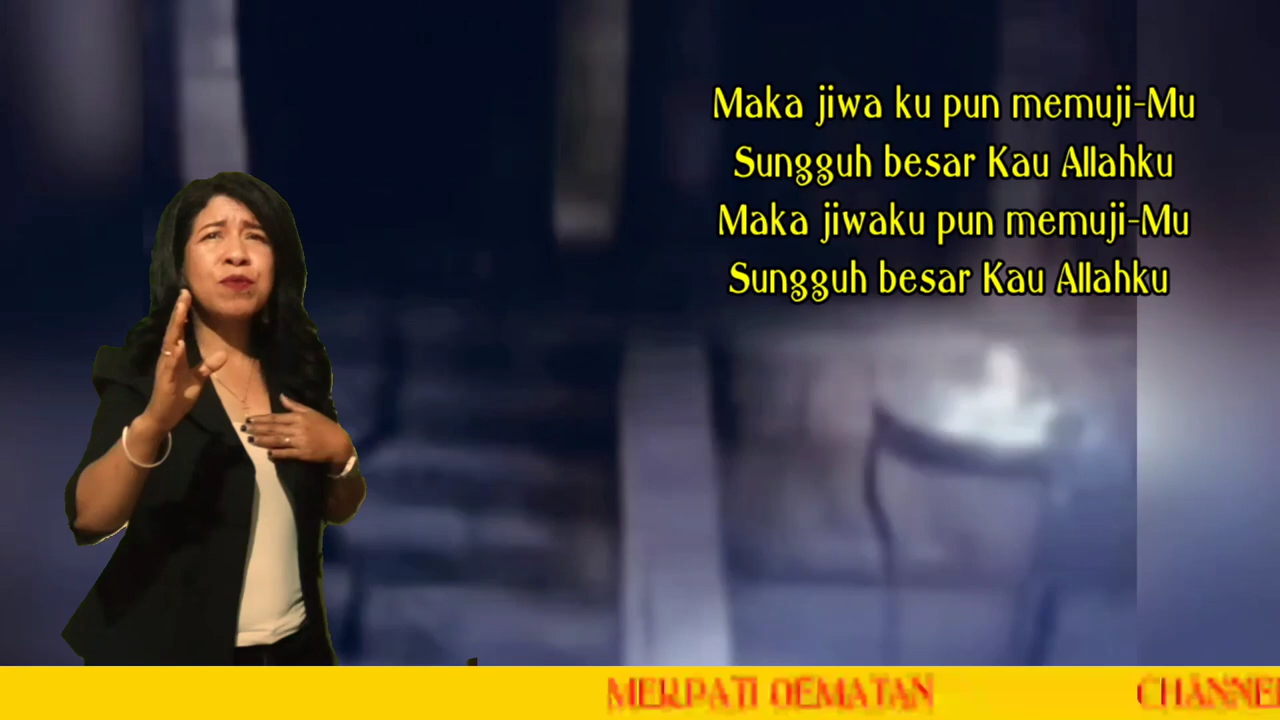 Maka jiwa ku pun memuji-Mu
Sungguh besar Kau Allahku
Maka jiwaku pun memuji-Mu
Sungguh besar Kau Allahku
MERPATI OEMATAN CHANNE